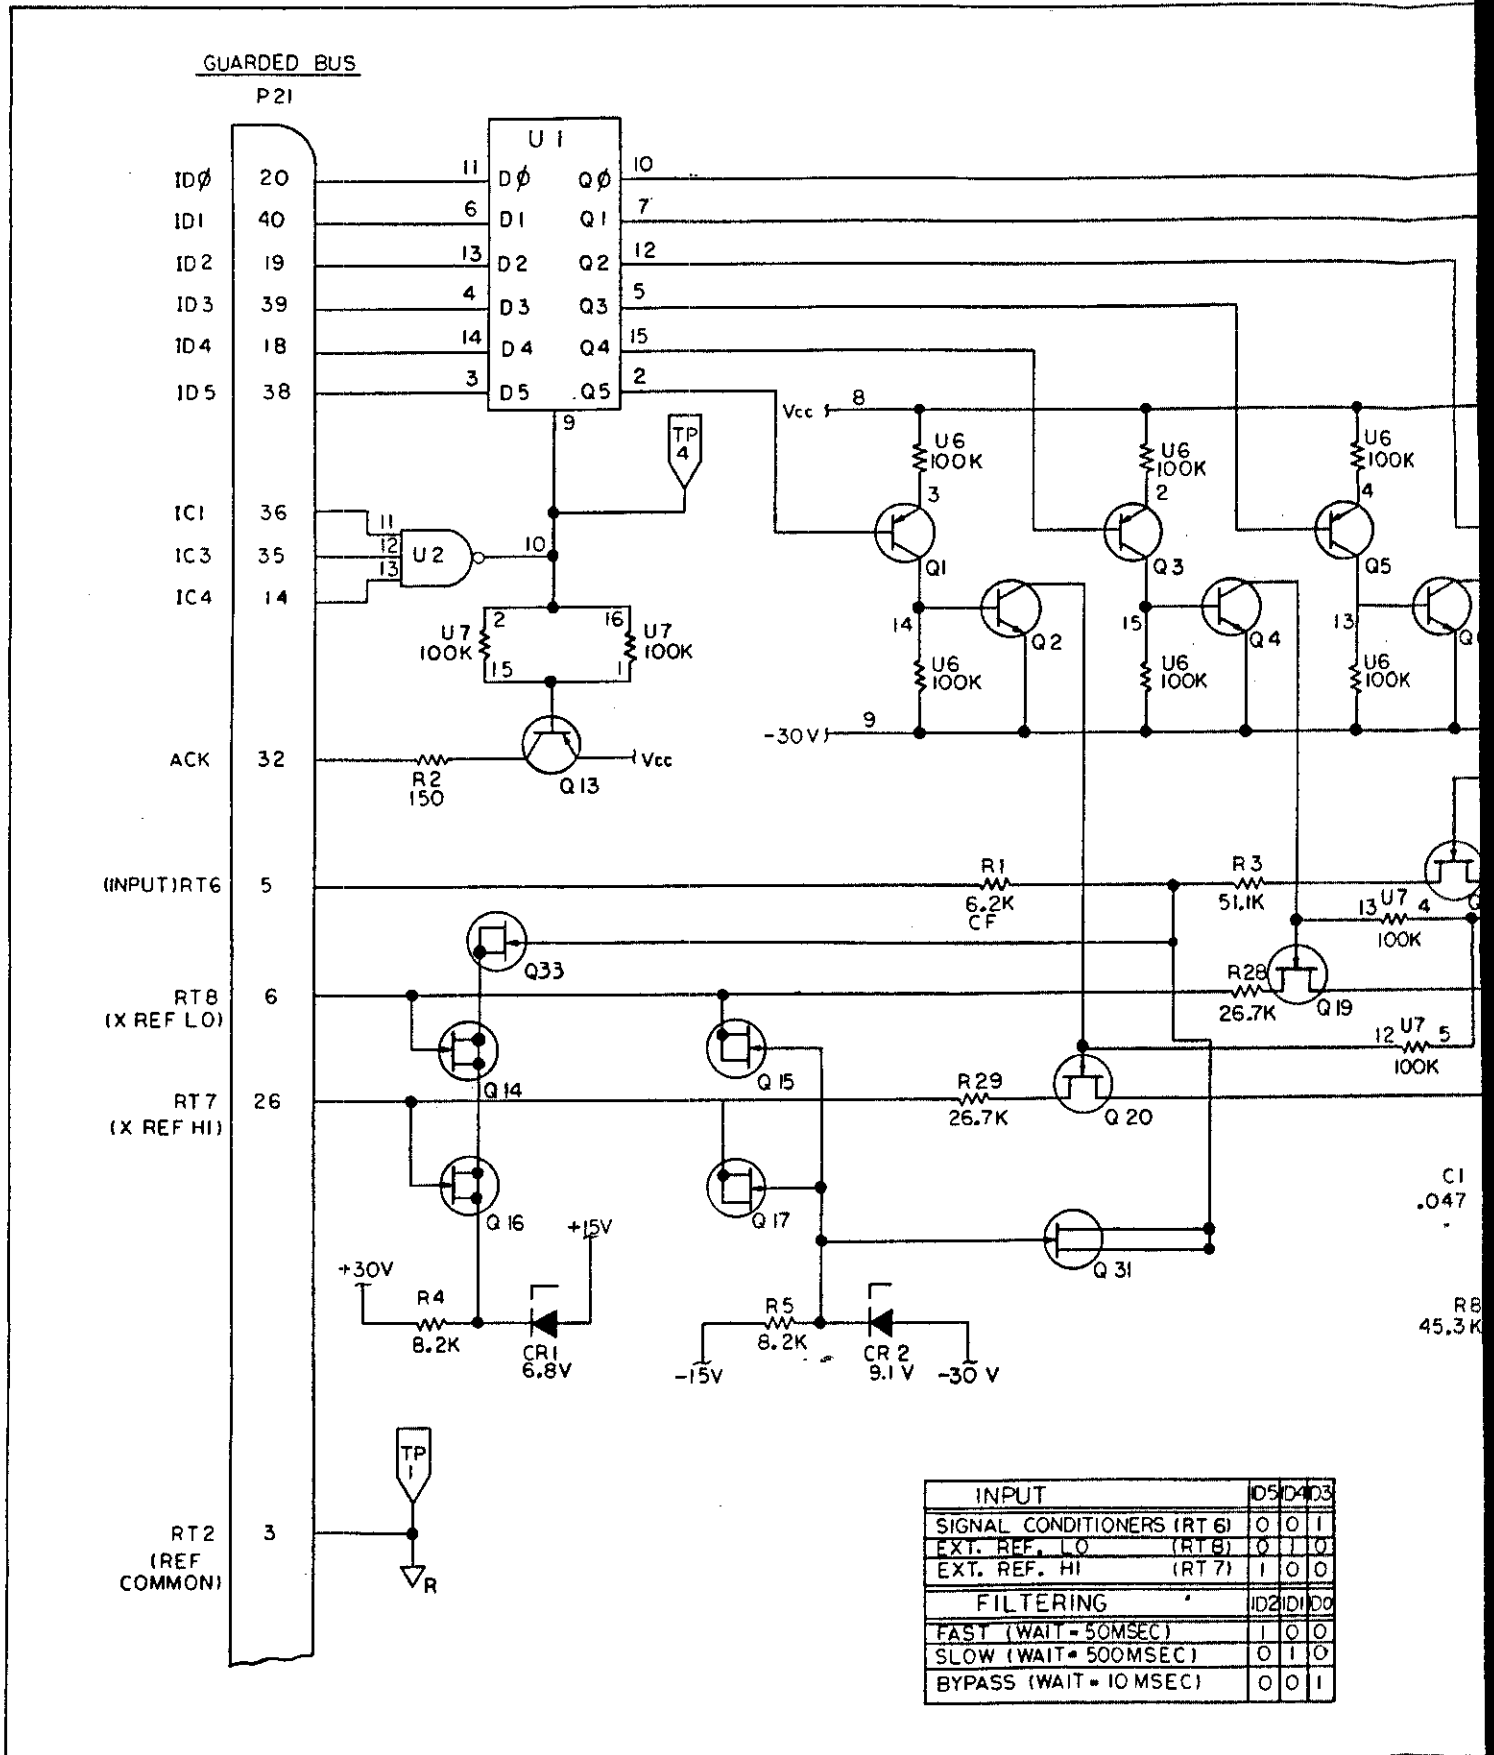 GUARDED BUS
P21
U1
IDØ 20 11 DØ QØ 10
ID1 40 6 D1 Q1 7
ID2 19 13 D2 Q2 12
ID3 39 4 D3 Q3 5
ID4 18 14 D4 Q4 15
ID5 38 3 D5 Q5 2
9
TP
4
Vcc 8
U6
100K
U6
100K
U6
100K
3
2
4
IC1 36 11
IC3 35 12 U2 10
IC4 14 13
Q1
Q3
Q5
14
Q2
15
Q4
13
2
U7
100K
15
16
U7
100K
1
U6
100K
U6
100K
U6
100K
-30V 9
ACK 32
R2
150
Q13
Vcc
(INPUT)RT6 5
R1
6.2K
CF
R3
51.1K
13 U7 4
100K
Q33
RT8 6
(X REF LO)
R28
26.7K
Q19
12 U7 5
100K
Q14
Q15
RT7 26
(X REF HI)
R29
26.7K
Q20
Q16
Q17
C1
.047
Q31
+30V
+15V
R4
8.2K
CR1
6.8V
R5
8.2K
-15V
CR2
9.1V
-30V
R8
45.3K
TP
1
RT2 3
(REF
COMMON)
R
INPUT ID5 ID4 ID3
SIGNAL CONDITIONERS (RT6) 0 0 1
EXT. REF. LO (RT8) 0 1 0
EXT. REF. HI (RT7) 1 0 0
FILTERING ID2 ID1 ID0
FAST (WAIT=50MSEC) 1 0 0
SLOW (WAIT=500MSEC) 0 1 0
BYPASS (WAIT=10MSEC) 0 0 1